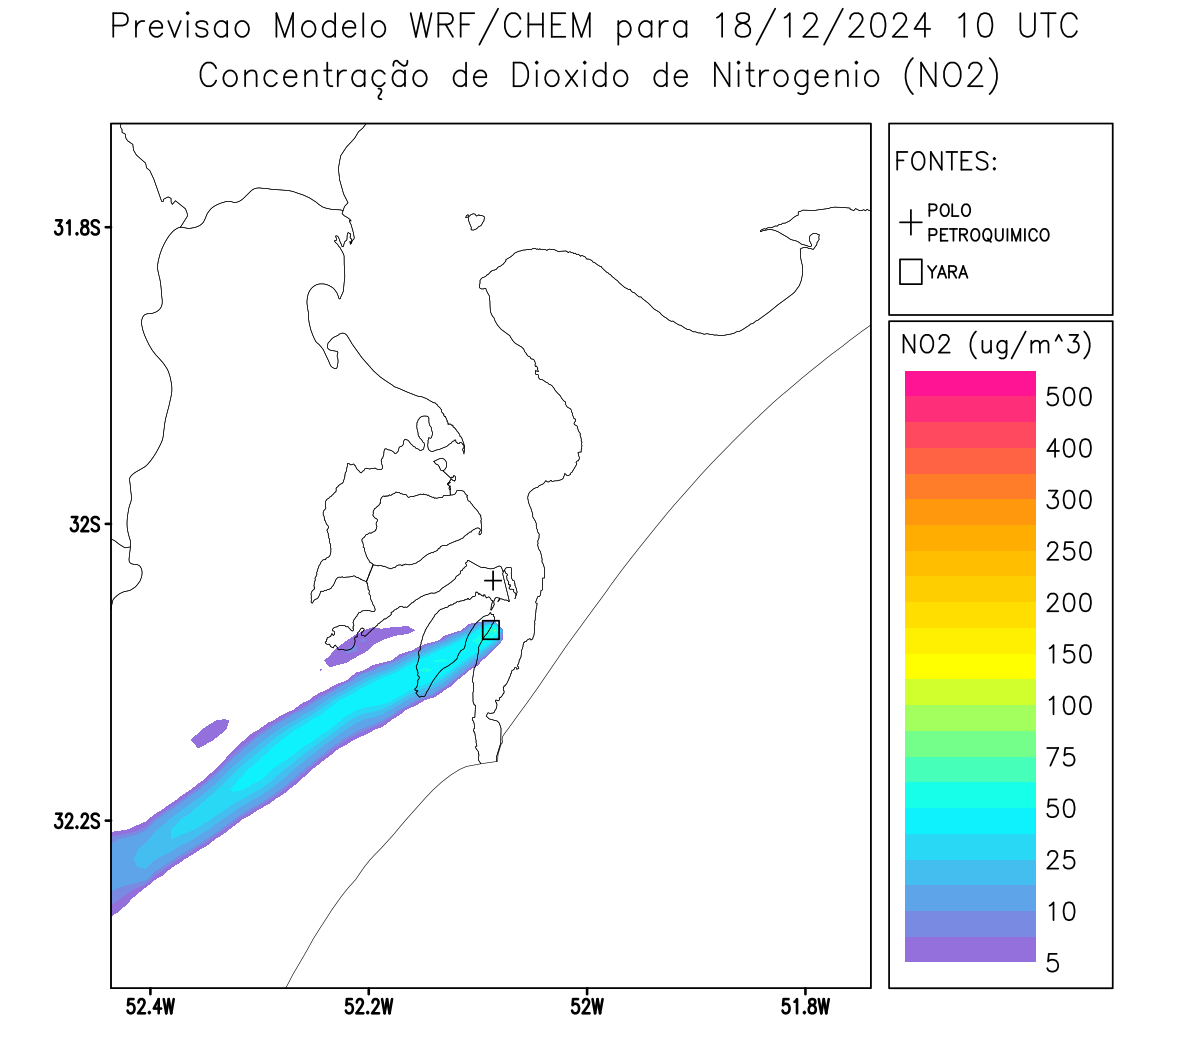 Previsao Modelo WRF/CHEM para 18/12/2024 10 UTC
Concentração de Dioxido de Nitrogenio (NO2)
FONTES:
POLO
PETROQUIMICO
YARA
NO2 (ug/m^3)
500
400
300
250
200
150
100
75
50
25
10
5
31.8S
32S
32.2S
52.4W
52.2W
52W
51.8W